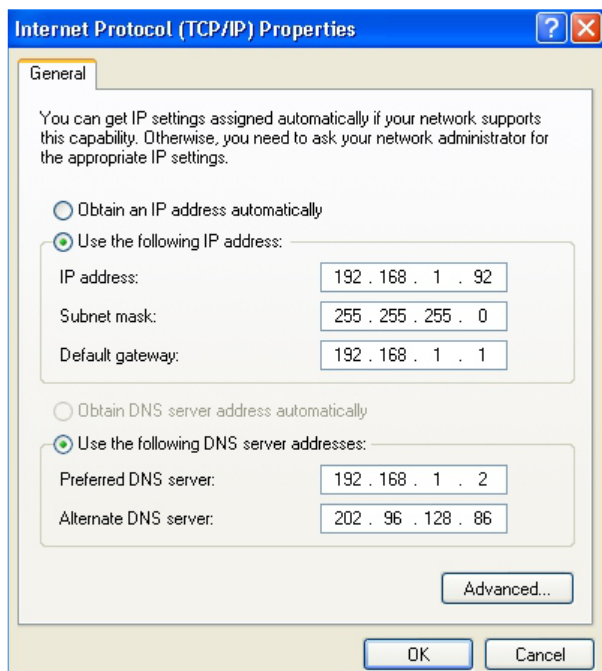 Internet Protocol (TCP/IP) Properties
General
You can get IP settings assigned automatically if your network supports
this capability. Otherwise, you need to ask your network administrator for
the appropriate IP settings.
Obtain an IP address automatically
Use the following IP address:
IP address: 192 . 168 . 1 . 92
Subnet mask: 255 . 255 . 255 . 0
Default gateway: 192 . 168 . 1 . 1
Obtain DNS server address automatically
Use the following DNS server addresses:
Preferred DNS server: 192 . 168 . 1 . 2
Alternate DNS server: 202 . 96 . 128 . 86
Advanced...
OK Cancel